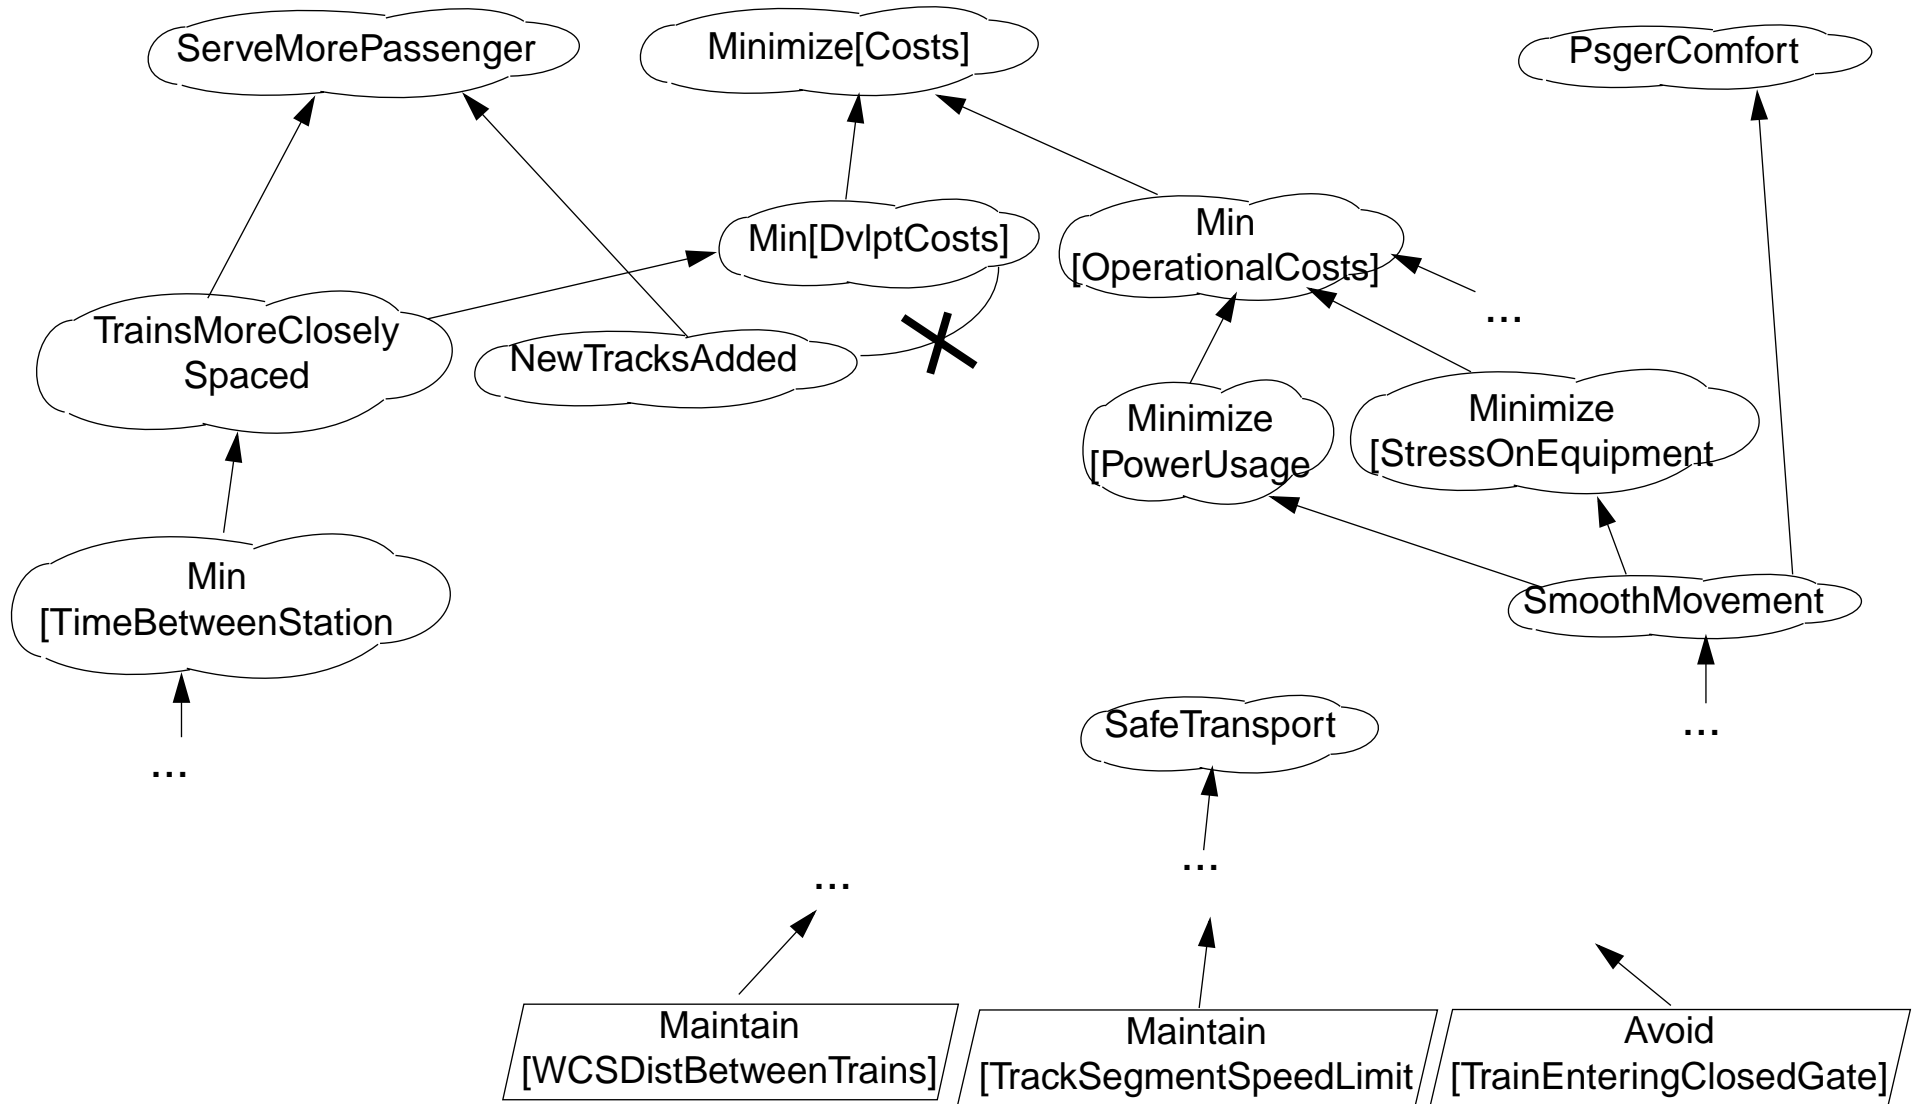 ServeMorePassenger
Minimize[Costs]
PsgerComfort
Min[DvlptCosts]
Min
[OperationalCosts]
...
TrainsMoreClosely
Spaced
NewTracksAdded
Minimize
[PowerUsage
Minimize
[StressOnEquipment
Min
[TimeBetweenStation
SmoothMovement
...
SafeTransport
...
...
...
Maintain
[WCSDistBetweenTrains]
Maintain
[TrackSegmentSpeedLimit
Avoid
[TrainEnteringClosedGate]